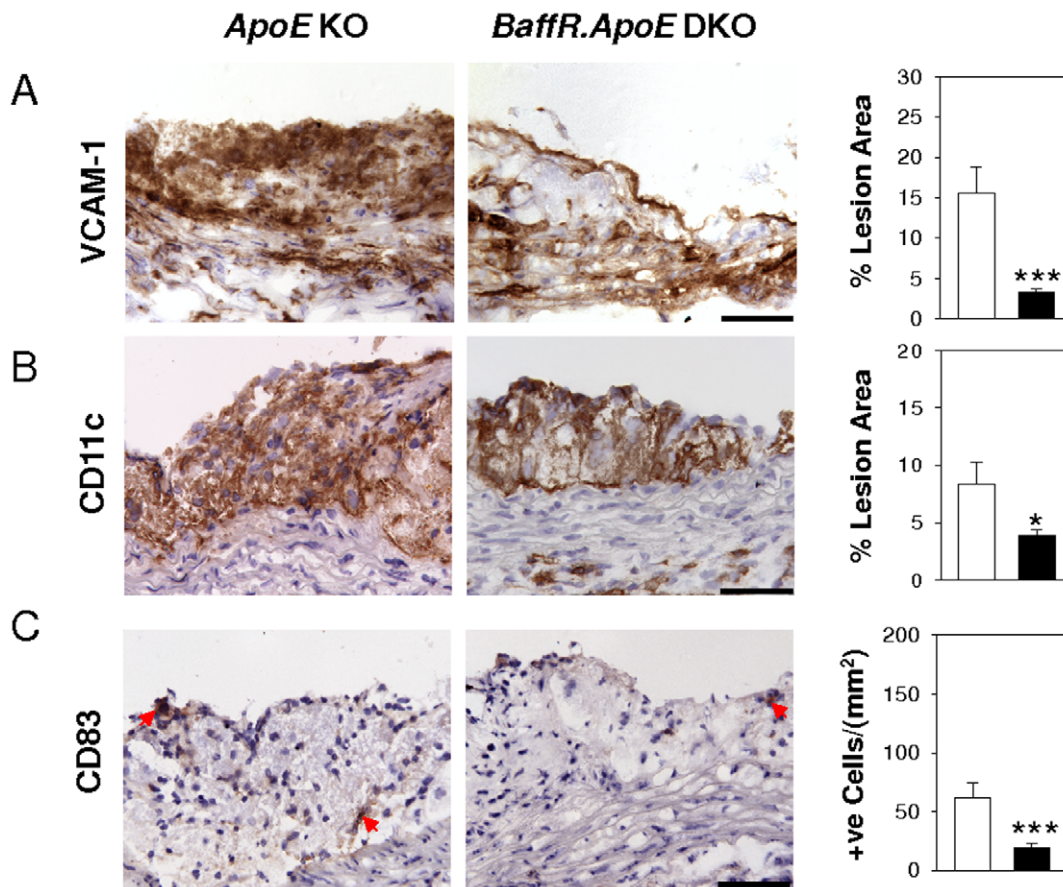 ApoE KO
BaffR.ApoE DKO
A
VCAM-1
% Lesion Area
30
25
20
15
10
5
0
***
B
CD11c
% Lesion Area
20
15
10
5
0
*
C
CD83
+ve Cells/(mm²)
200
150
100
50
0
***